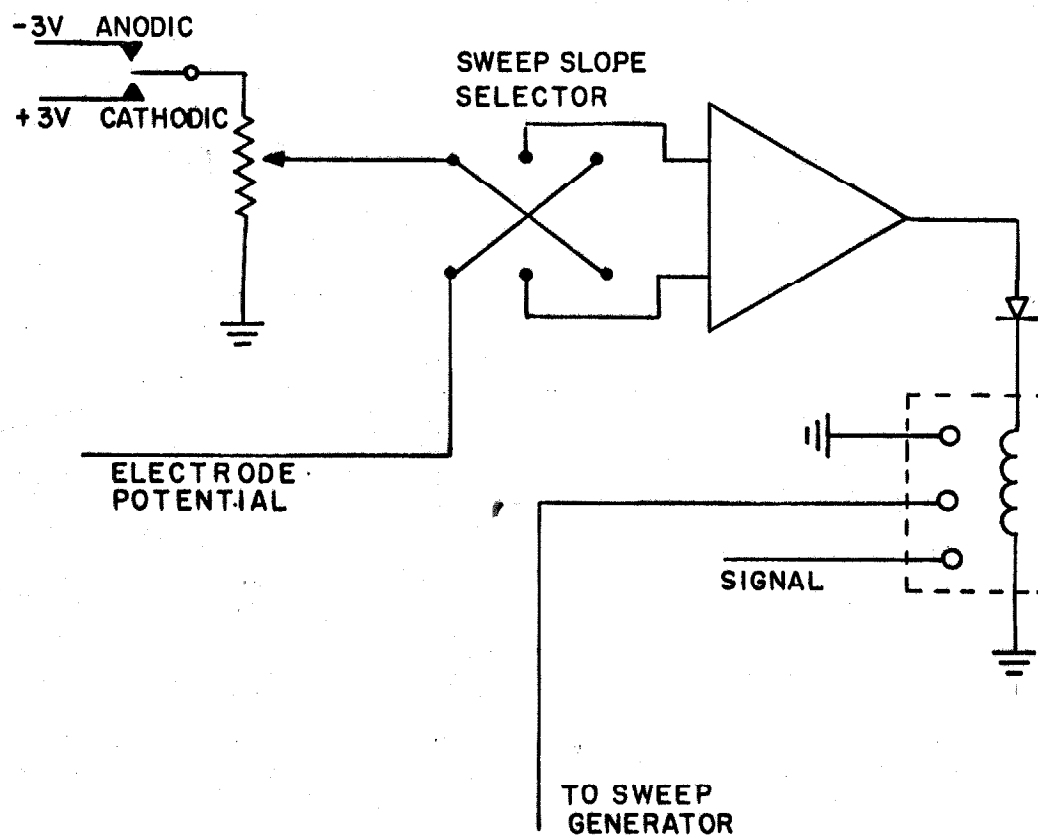 -3V ANODIC
+3V CATHODIC
SWEEP SLOPE
SELECTOR
ELECTRODE
POTENTIAL
SIGNAL
TO SWEEP
GENERATOR